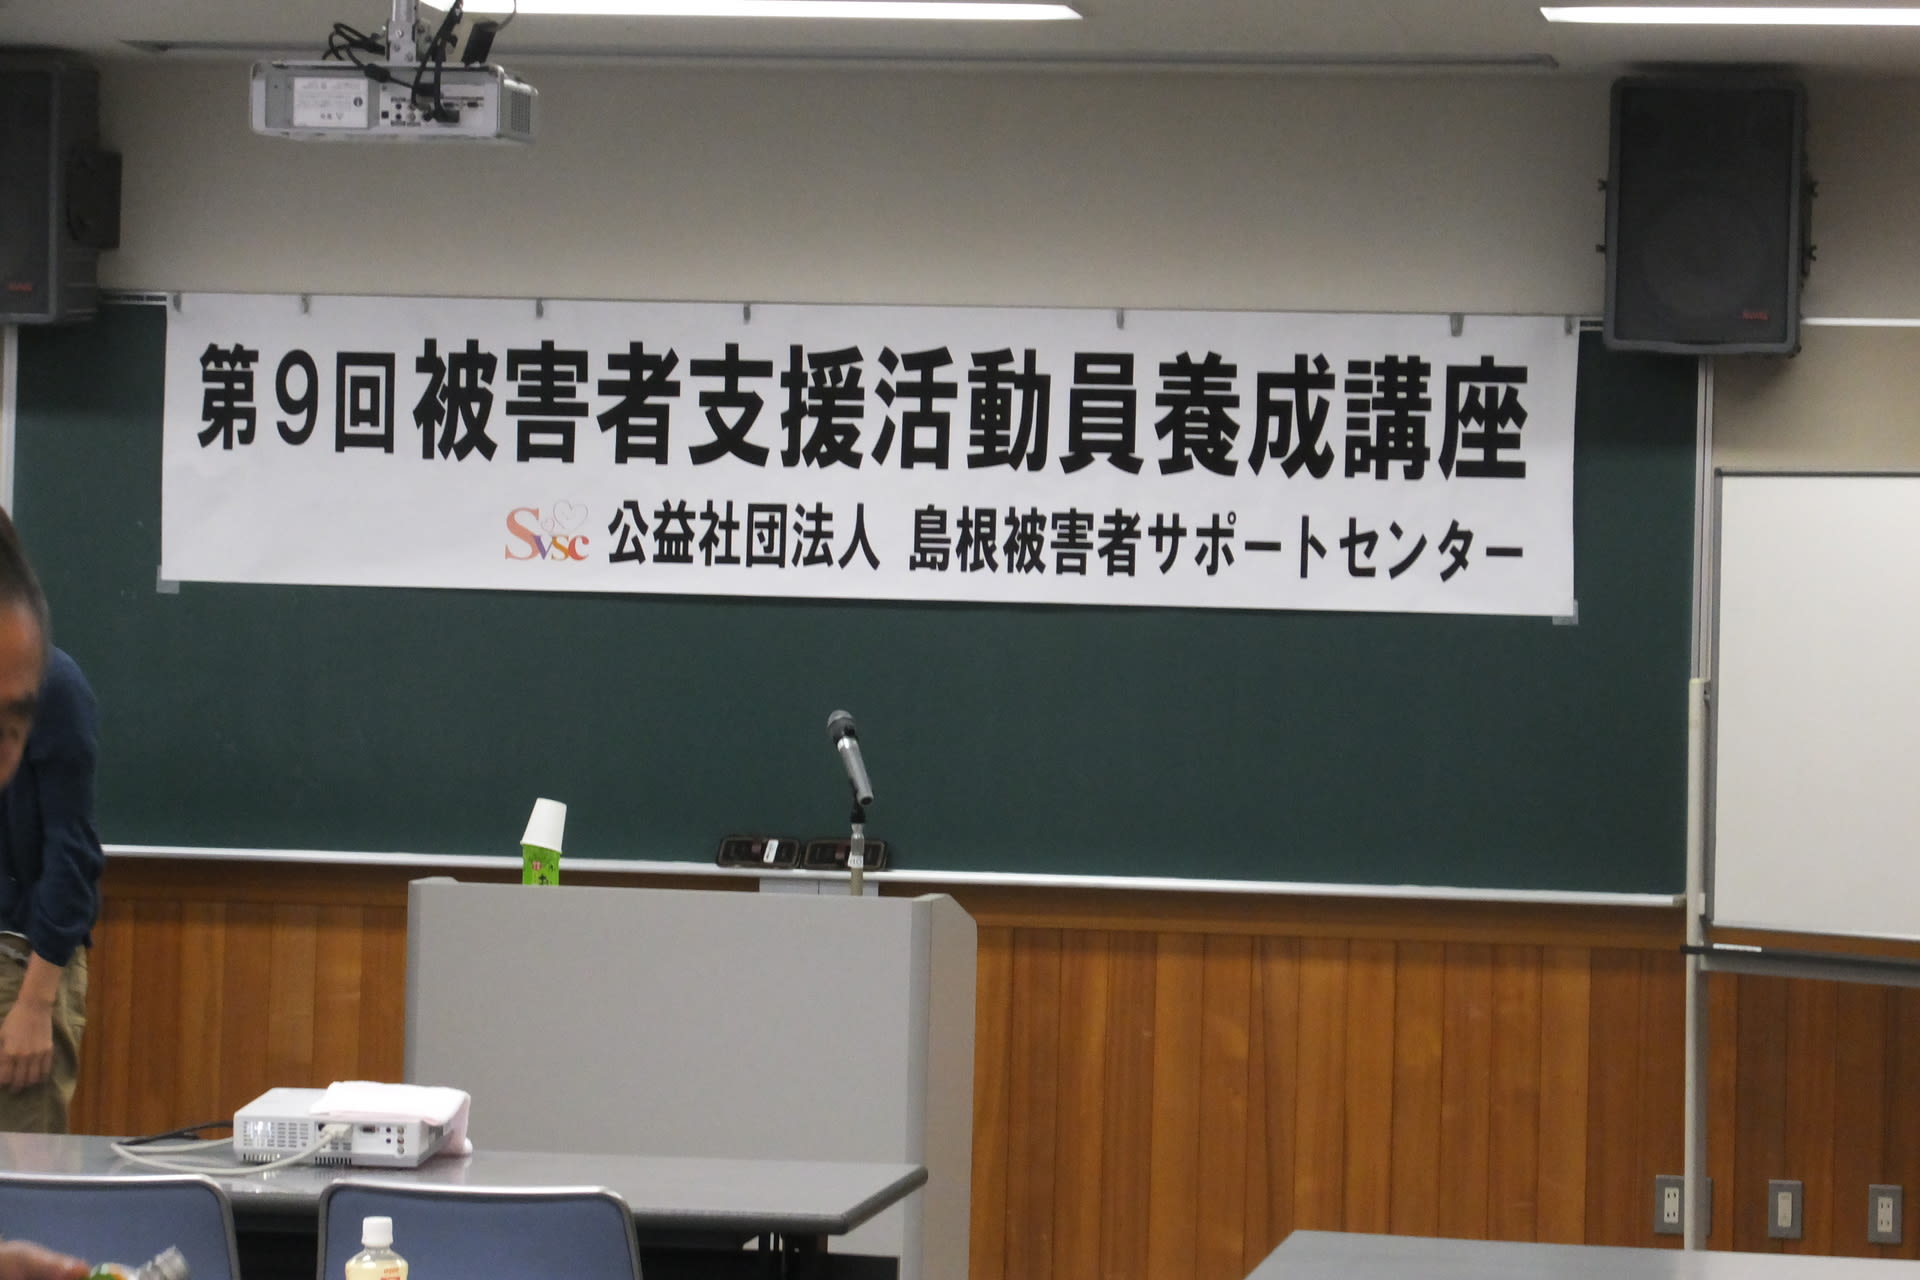 第9回被害者支援活動員養成講座
Svsc 公益社団法人 島根被害者サポートセンター